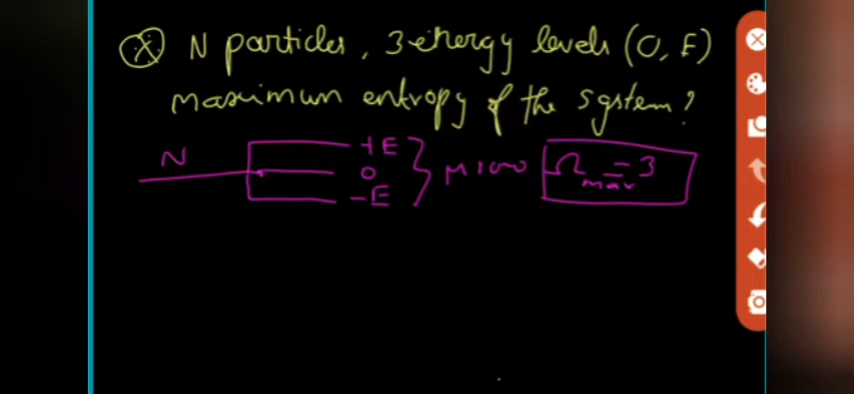 (X) N particles, 3 energy levels (0, E)
maximum entropy of the system?
N +E
0 } micro Ω max = 3
-E